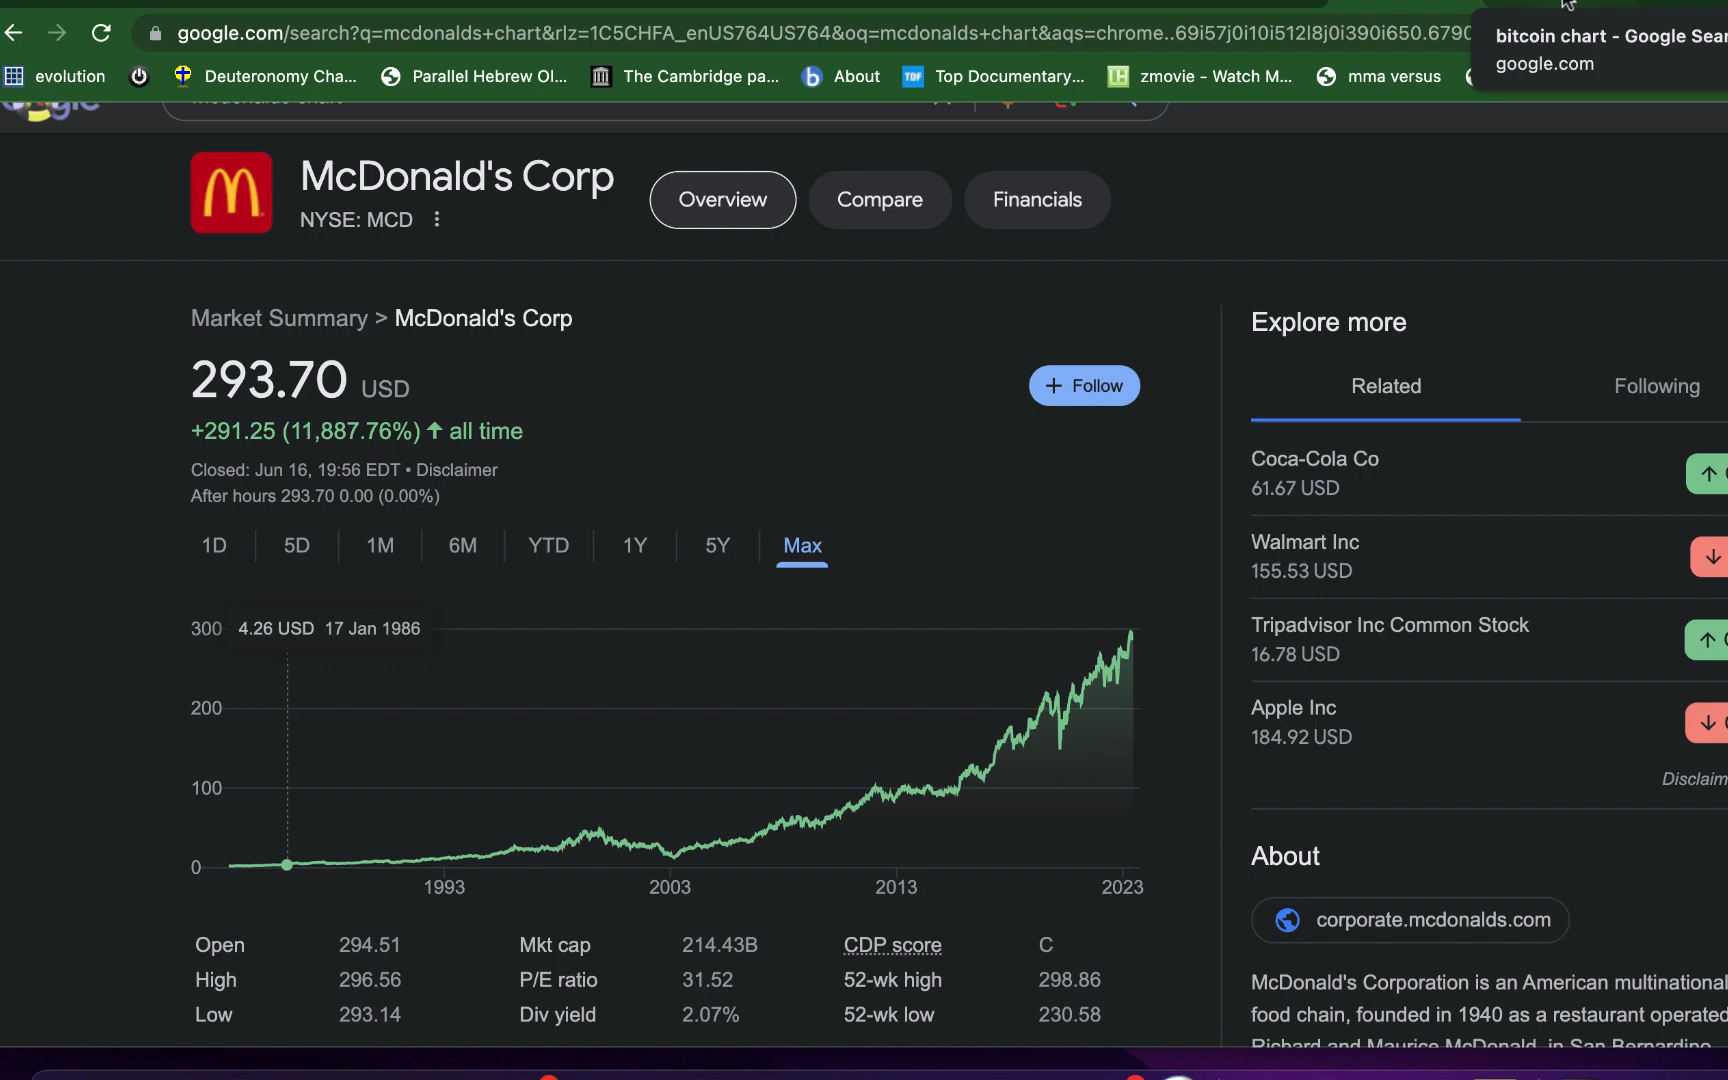 google.com/search?q=mcdonalds+chart&rlz=1C5CHFA_enUS764US764&oq=mcdonalds+chart&aqs=chrome..69i57j0i10i512l8j0i390i650.6790
bitcoin chart - Google Sear
google.com
evolution
Deuteronomy Cha...
Parallel Hebrew Ol...
The Cambridge pa...
About
Top Documentary...
zmovie - Watch M...
mma versus
McDonald's Corp
NYSE: MCD
Overview
Compare
Financials
Market Summary > McDonald's Corp
293.70 USD
+ Follow
+291.25 (11,887.76%) ↑ all time
Closed: Jun 16, 19:56 EDT • Disclaimer
After hours 293.70 0.00 (0.00%)
1D 5D 1M 6M YTD 1Y 5Y Max
4.26 USD 17 Jan 1986
300
200
100
0
1993 2003 2013 2023
Open 294.51 Mkt cap 214.43B CDP score C
High 296.56 P/E ratio 31.52 52-wk high 298.86
Low 293.14 Div yield 2.07% 52-wk low 230.58
Explore more
Related Following
Coca-Cola Co
61.67 USD
Walmart Inc
155.53 USD
Tripadvisor Inc Common Stock
16.78 USD
Apple Inc
184.92 USD
Disclaim
About
corporate.mcdonalds.com
McDonald's Corporation is an American multinational
food chain, founded in 1940 as a restaurant operated
Richard and Maurice McDonald, in San Bernardino